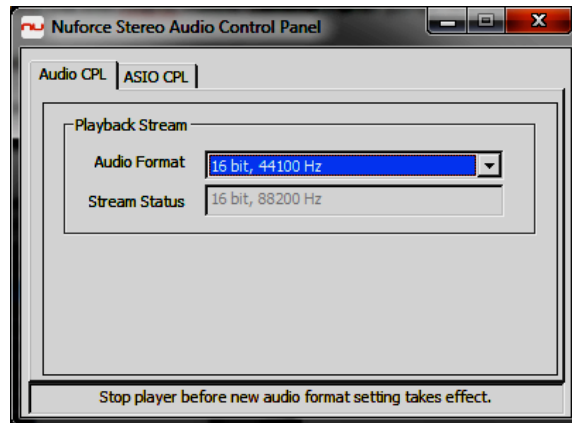 nu Nuforce Stereo Audio Control Panel
Audio CPL ASIO CPL
Playback Stream
Audio Format 16 bit, 44100 Hz
Stream Status 16 bit, 88200 Hz
Stop player before new audio format setting takes effect.